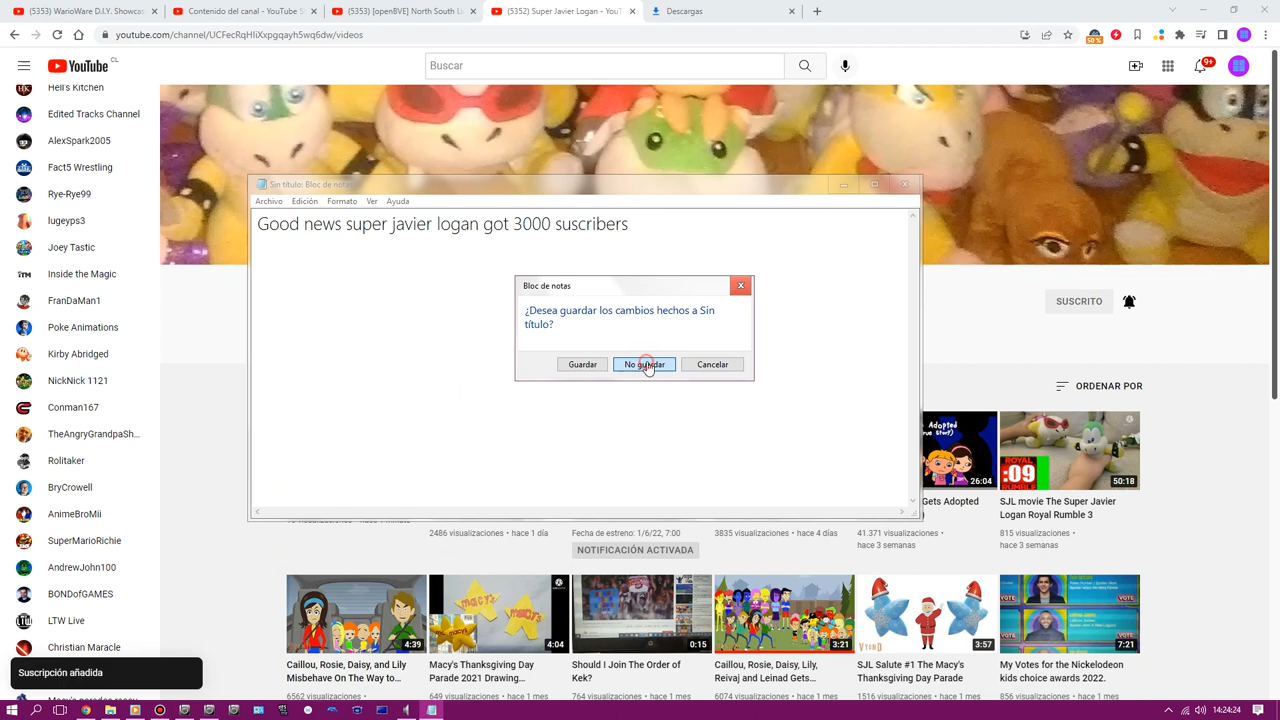 (5353) WarioWare D.I.Y. Showcas
Contenido del canal - YouTube S
(5353) [openBVE] North South L
(5352) Super Javier Logan - YouT
Descargas
youtube.com/channel/UCFecRqHIiXxpgqayh5wq6dw/videos
50 %
YouTube CL
Buscar
9+
Hell's Kitchen
Edited Tracks Channel
AlexSpark2005
Fact5 Wrestling
Rye-Rye99
lugeyps3
Joey Tastic
Inside the Magic
FranDaMan1
Poke Animations
Kirby Abridged
NickNick 1121
Conman167
TheAngryGrandpaSh...
Rolitaker
BryCrowell
AnimeBroMii
SuperMarioRichie
AndrewJohn100
BONDofGAMES
LTW Live
Christian Maracle
Suscripción añadida
Sin título: Bloc de notas
Archivo Edición Formato Ver Ayuda
Good news super javier logan got 3000 suscribers
Bloc de notas
¿Desea guardar los cambios hechos a Sin
título?
Guardar No guardar Cancelar
SUSCRITO
ORDENAR POR
Adopted
26:04
ROYAL
:09
RUMBLE
50:18
Gets Adopted
SJL movie The Super Javier
Logan Royal Rumble 3
2486 visualizaciones • hace 1 día
Fecha de estreno: 1/6/22, 7:00
3835 visualizaciones • hace 4 días
41.371 visualizaciones •
hace 3 semanas
815 visualizaciones •
hace 3 semanas
NOTIFICACIÓN ACTIVADA
4:39
4:04
0:15
3:21
VYOND
3:57
VOTE
VOTE
7:21
Caillou, Rosie, Daisy, and Lily
Misbehave On The Way to...
Macy's Thanksgiving Day
Parade 2021 Drawing...
Should I Join The Order of
Kek?
Caillou, Rosie, Daisy, Lily,
Reivaj and Leinad Gets...
SJL Salute #1 The Macy's
Thanksgiving Day Parade
My Votes for the Nickelodeon
kids choice awards 2022.
6562 visualizaciones • hace 1 mes
649 visualizaciones • hace 1 mes
764 visualizaciones • hace 1 mes
6074 visualizaciones • hace 1 mes
1516 visualizaciones • hace 1 mes
856 visualizaciones • hace 1 mes
14:24:24